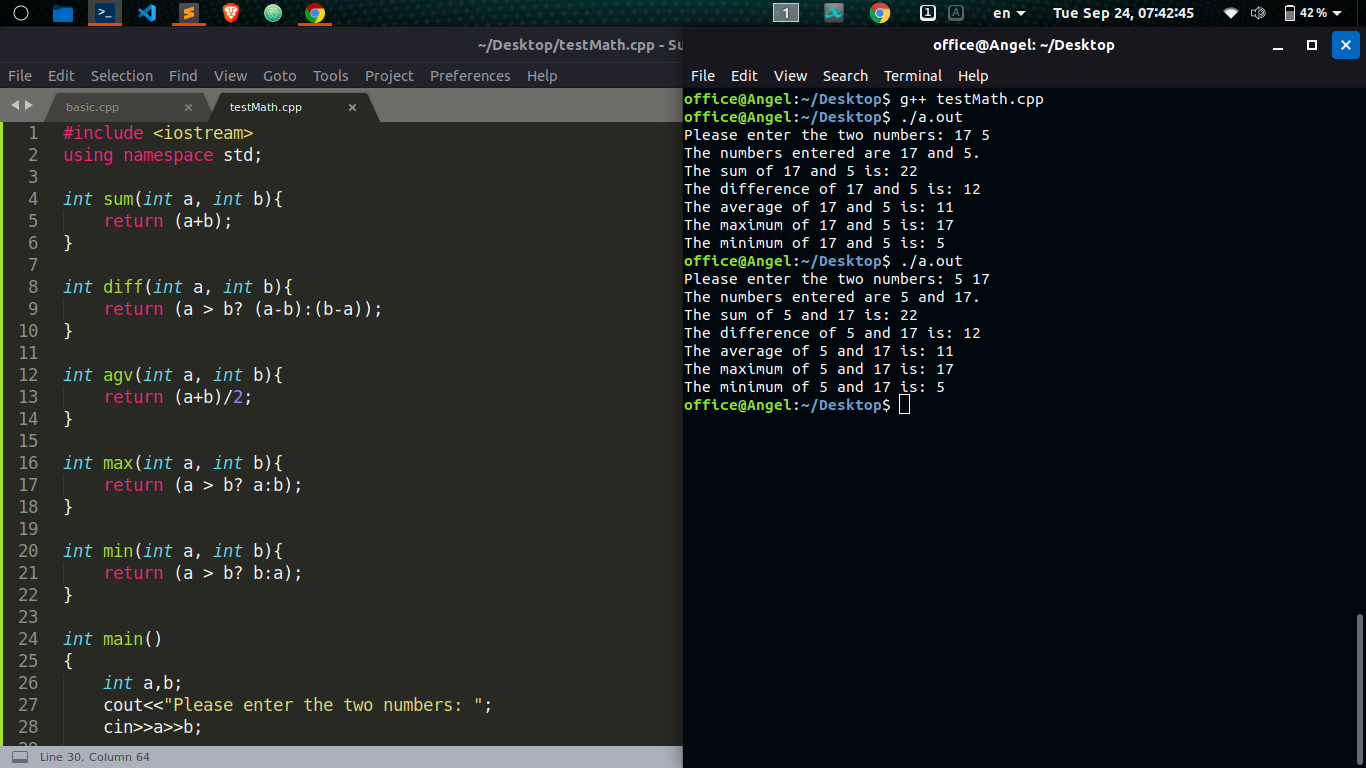 1
1
A
en
Tue Sep 24, 07:42:45
42 %
~/Desktop/testMath.cpp - Su
File Edit Selection Find View Goto Tools Project Preferences Help
basic.cpp
testMath.cpp
1 #include <iostream>
2 using namespace std;
3
4 int sum(int a, int b){
5     return (a+b);
6 }
7
8 int diff(int a, int b){
9     return (a > b? (a-b):(b-a));
10 }
11
12 int agv(int a, int b){
13     return (a+b)/2;
14 }
15
16 int max(int a, int b){
17     return (a > b? a:b);
18 }
19
20 int min(int a, int b){
21     return (a > b? b:a);
22 }
23
24 int main()
25 {
26     int a,b;
27     cout<<"Please enter the two numbers: ";
28     cin>>a>>b;
Line 30, Column 64
office@Angel: ~/Desktop
File Edit View Search Terminal Help
office@Angel:~/Desktop$ g++ testMath.cpp
office@Angel:~/Desktop$ ./a.out
Please enter the two numbers: 17 5
The numbers entered are 17 and 5.
The sum of 17 and 5 is: 22
The difference of 17 and 5 is: 12
The average of 17 and 5 is: 11
The maximum of 17 and 5 is: 17
The minimum of 17 and 5 is: 5
office@Angel:~/Desktop$ ./a.out
Please enter the two numbers: 5 17
The numbers entered are 5 and 17.
The sum of 5 and 17 is: 22
The difference of 5 and 17 is: 12
The average of 5 and 17 is: 11
The maximum of 5 and 17 is: 17
The minimum of 5 and 17 is: 5
office@Angel:~/Desktop$